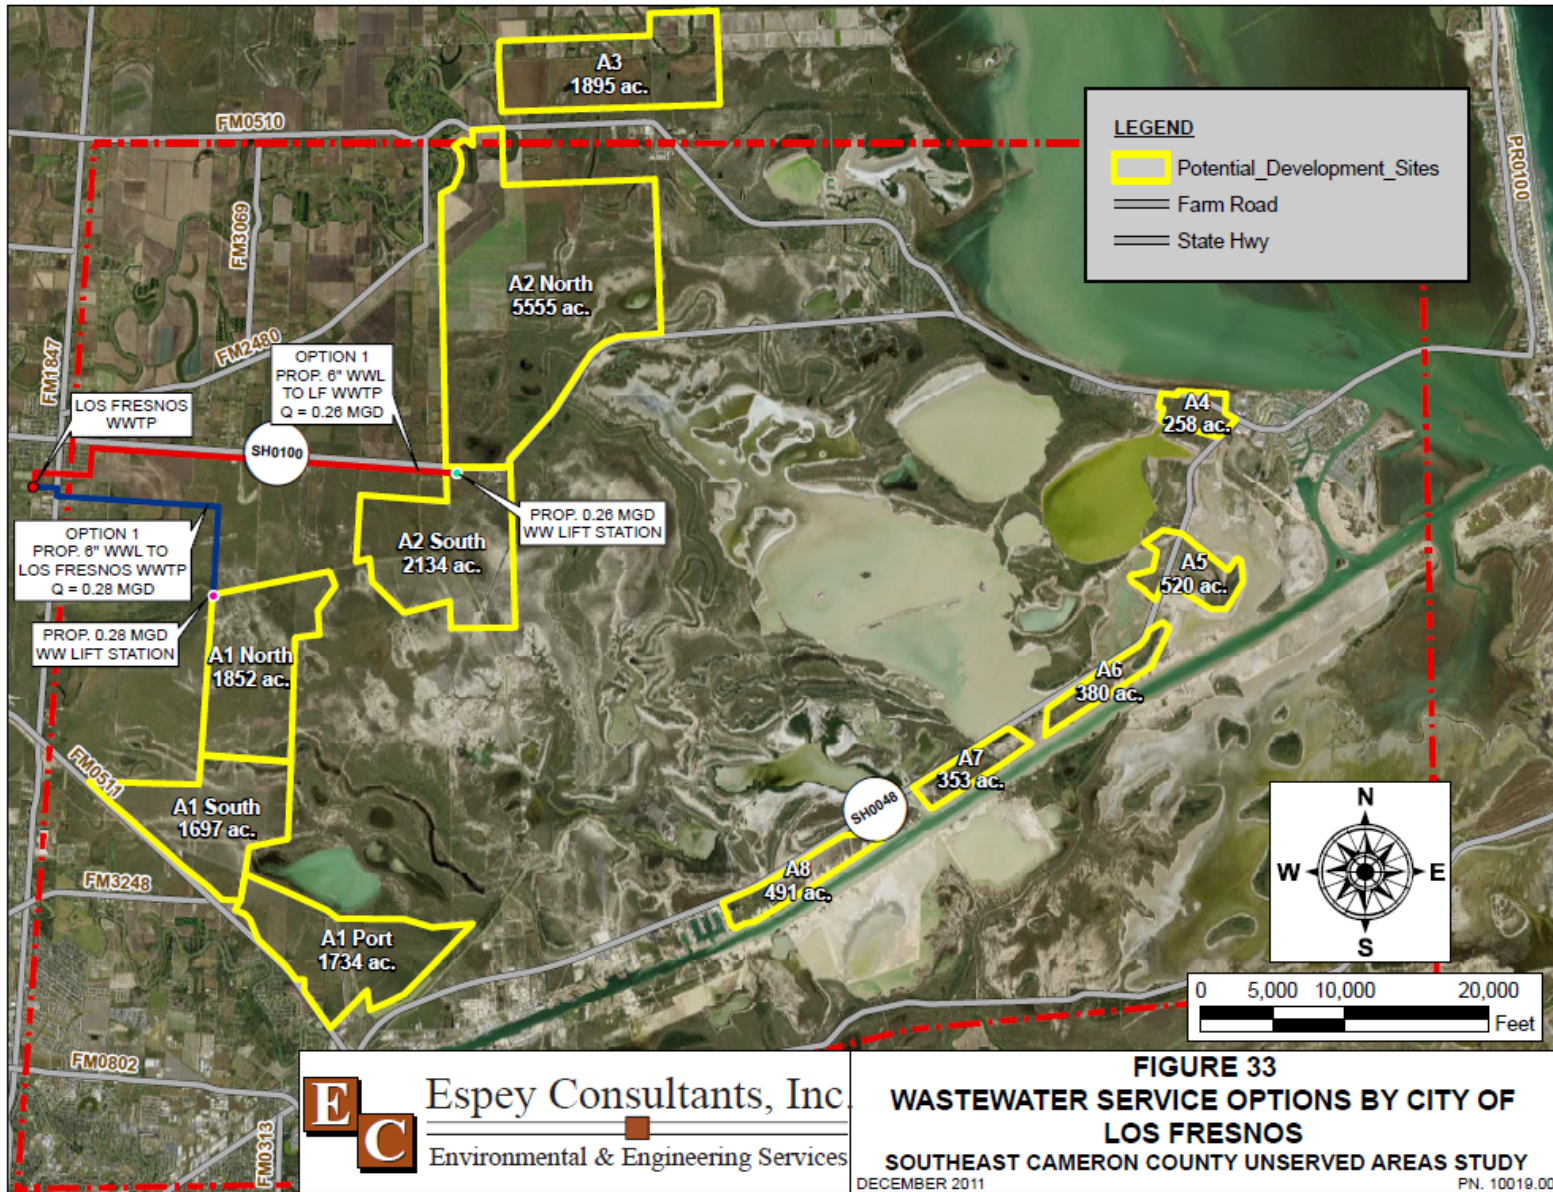 A3
1895 ac.
FM0510
LEGEND
Potential_Development_Sites
Farm Road
State Hwy
PR0100
FM3069
A2 North
5555 ac.
FM2480
FM1847
OPTION 1
PROP. 6" WWL
TO LF WWTP
Q = 0.26 MGD
LOS FRESNOS
WWTP
SH0100
A4
258 ac.
PROP. 0.26 MGD
WW LIFT STATION
OPTION 1
PROP. 6" WWL TO
LOS FRESNOS WWTP
Q = 0.28 MGD
A2 South
2134 ac.
A5
520 ac.
PROP. 0.28 MGD
WW LIFT STATION
A1 North
1852 ac.
A6
380 ac.
FM0511
A7
353 ac.
A1 South
1697 ac.
SH0048
N
W
E
S
FM3248
A8
491 ac.
A1 Port
1734 ac.
0 5,000 10,000 20,000
Feet
FM0802
FM0313
E
C
Espey Consultants, Inc.
Environmental & Engineering Services
FIGURE 33
WASTEWATER SERVICE OPTIONS BY CITY OF
LOS FRESNOS
SOUTHEAST CAMERON COUNTY UNSERVED AREAS STUDY
DECEMBER 2011 PN. 10019.00